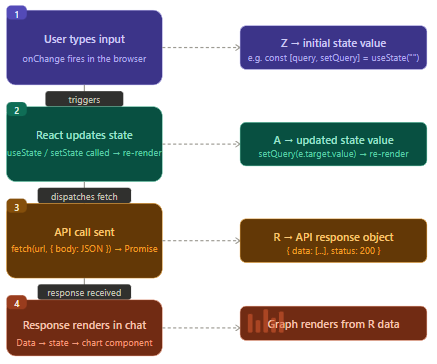 1
User types input
onChange fires in the browser
Z → initial state value
e.g. const [query, setQuery] = useState("")
triggers
2
React updates state
useState / setState called → re-render
A → updated state value
setQuery(e.target.value) → re-render
dispatches fetch
3
API call sent
fetch(url, { body: JSON }) → Promise
R → API response object
{ data: [...], status: 200 }
response received
4
Response renders in chat
Data → state → chart component
Graph renders from R data